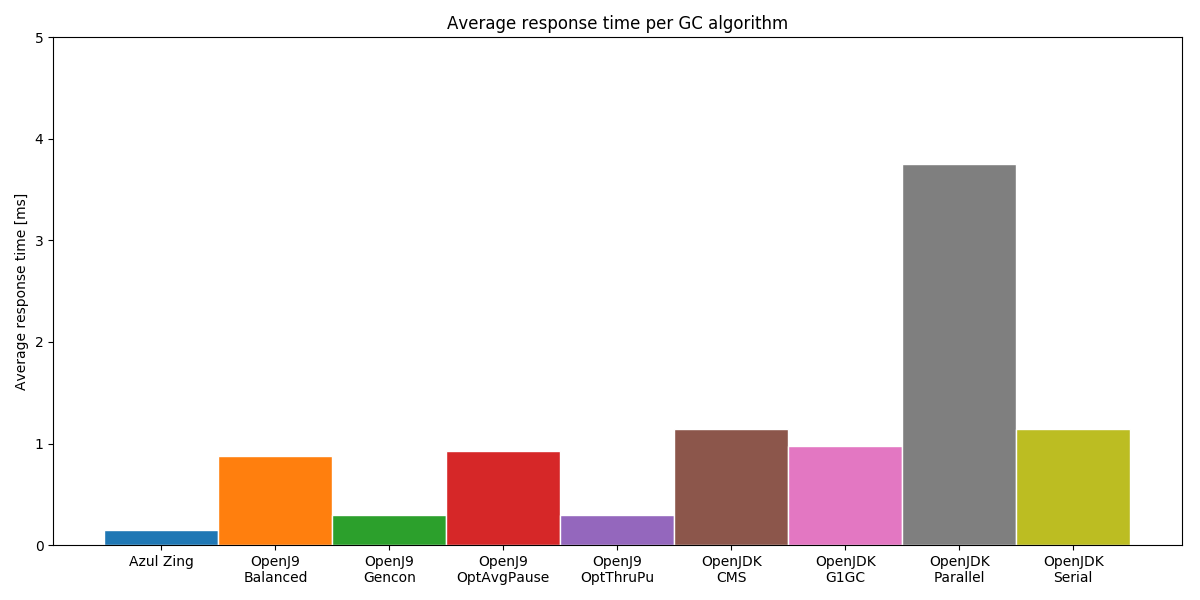 Average response time per GC algorithm
Average response time [ms]
5
4
3
2
1
0
Azul Zing
OpenJ9
Balanced
OpenJ9
Gencon
OpenJ9
OptAvgPause
OpenJ9
OptThruPu
OpenJDK
CMS
OpenJDK
G1GC
OpenJDK
Parallel
OpenJDK
Serial